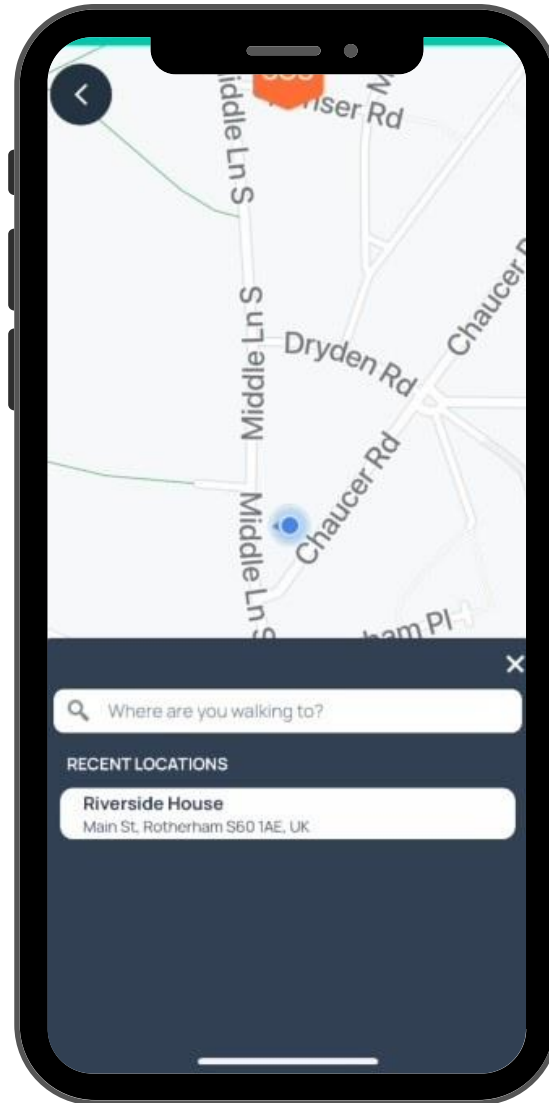 Middle Ln S
Chaucer Rd
Middle Ln S
Dryden Rd
Middle Ln S
Chaucer Rd
Where are you walking to?
RECENT LOCATIONS
Riverside House
Main St, Rotherham S60 1AE, UK